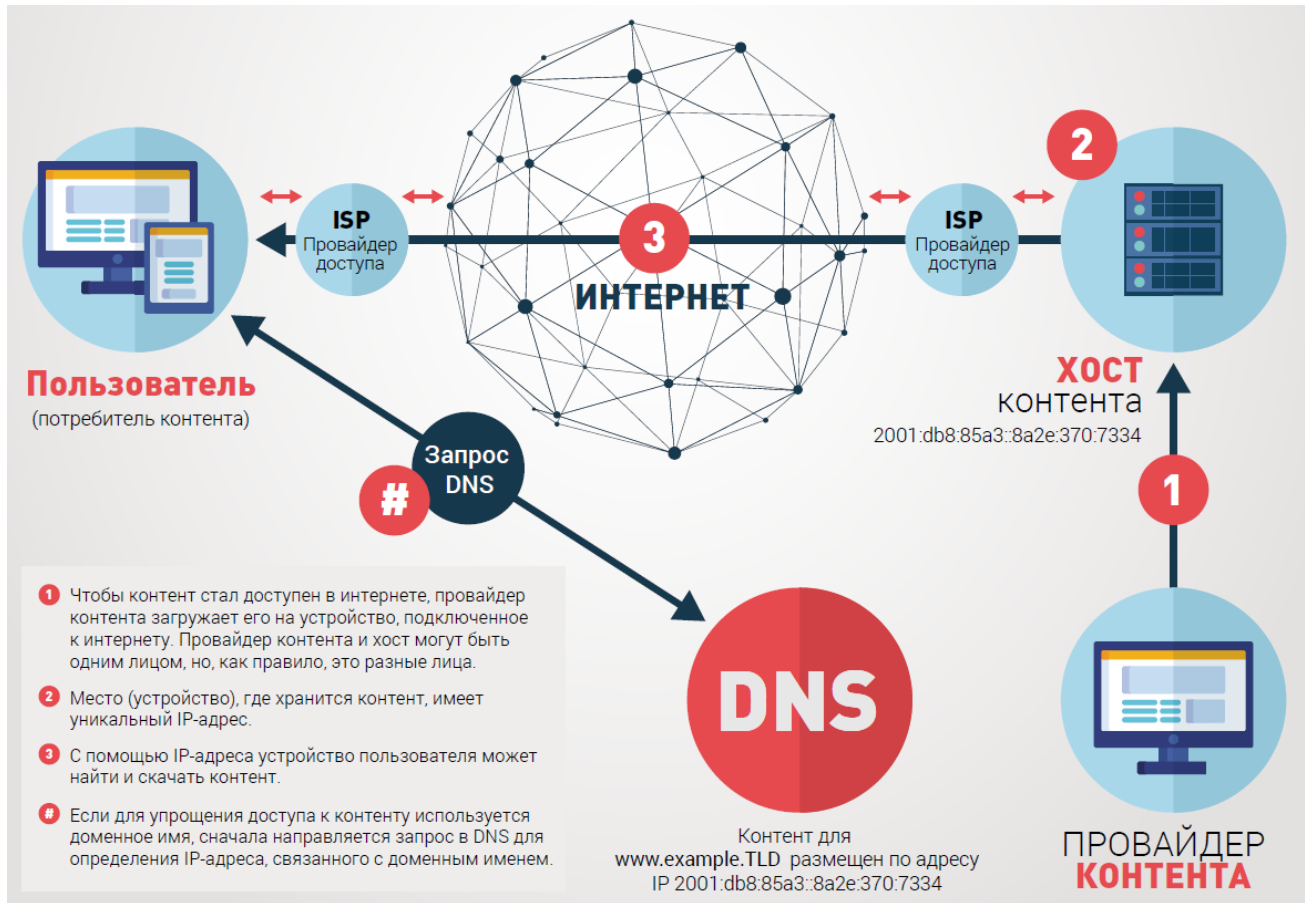 2
ISP
Провайдер
доступа
3
ИНТЕРНЕТ
ISP
Провайдер
доступа
Пользователь
(потребитель контента)
ХОСТ
контента
2001:db8:85a3::8a2e:370:7334
Запрос
DNS
#
1
1 Чтобы контент стал доступен в интернете, провайдер
контента загружает его на устройство, подключенное
к интернету. Провайдер контента и хост могут быть
одним лицом, но, как правило, это разные лица.
2 Место (устройство), где хранится контент, имеет
уникальный IP-адрес.
3 С помощью IP-адреса устройство пользователя может
найти и скачать контент.
# Если для упрощения доступа к контенту используется
доменное имя, сначала направляется запрос в DNS для
определения IP-адреса, связанного с доменным именем.
DNS
Контент для
www.example.TLD размещен по адресу
IP 2001:db8:85a3::8a2e:370:7334
ПРОВАЙДЕР
КОНТЕНТА